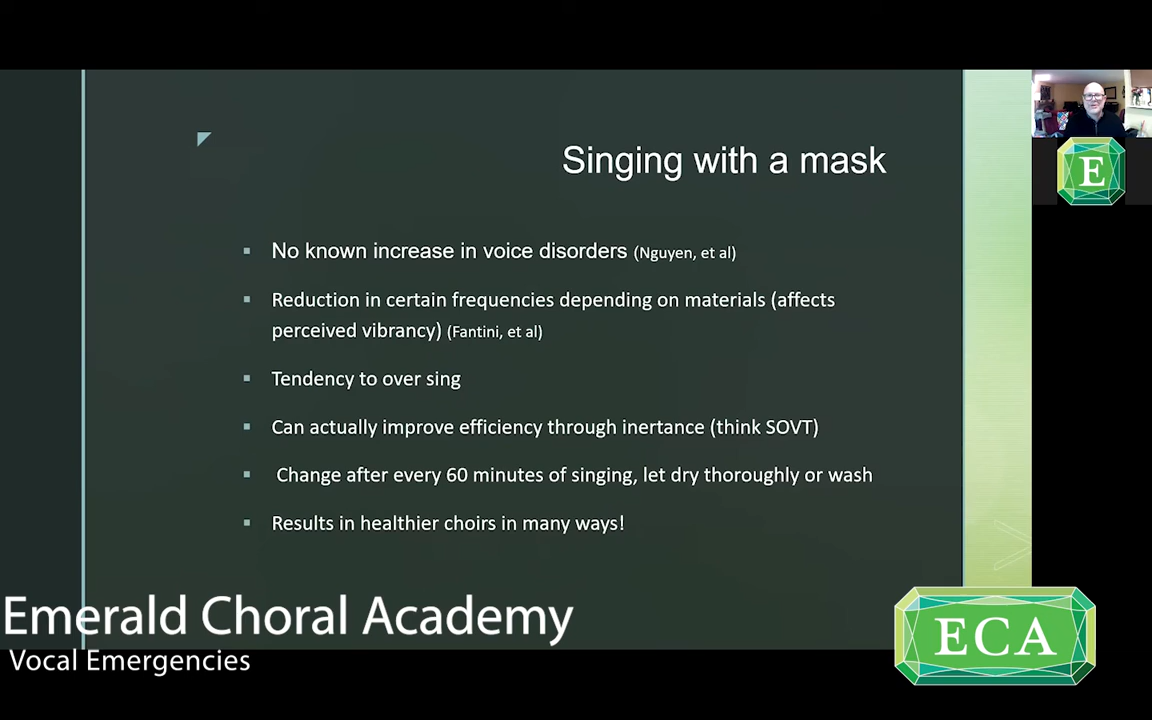 Singing with a mask
E
▪ No known increase in voice disorders (Nguyen, et al)
▪ Reduction in certain frequencies depending on materials (affects
perceived vibrancy) (Fantini, et al)
▪ Tendency to over sing
▪ Can actually improve efficiency through inertance (think SOVT)
▪ Change after every 60 minutes of singing, let dry thoroughly or wash
▪ Results in healthier choirs in many ways!
Emerald Choral Academy
Vocal Emergencies
ECA